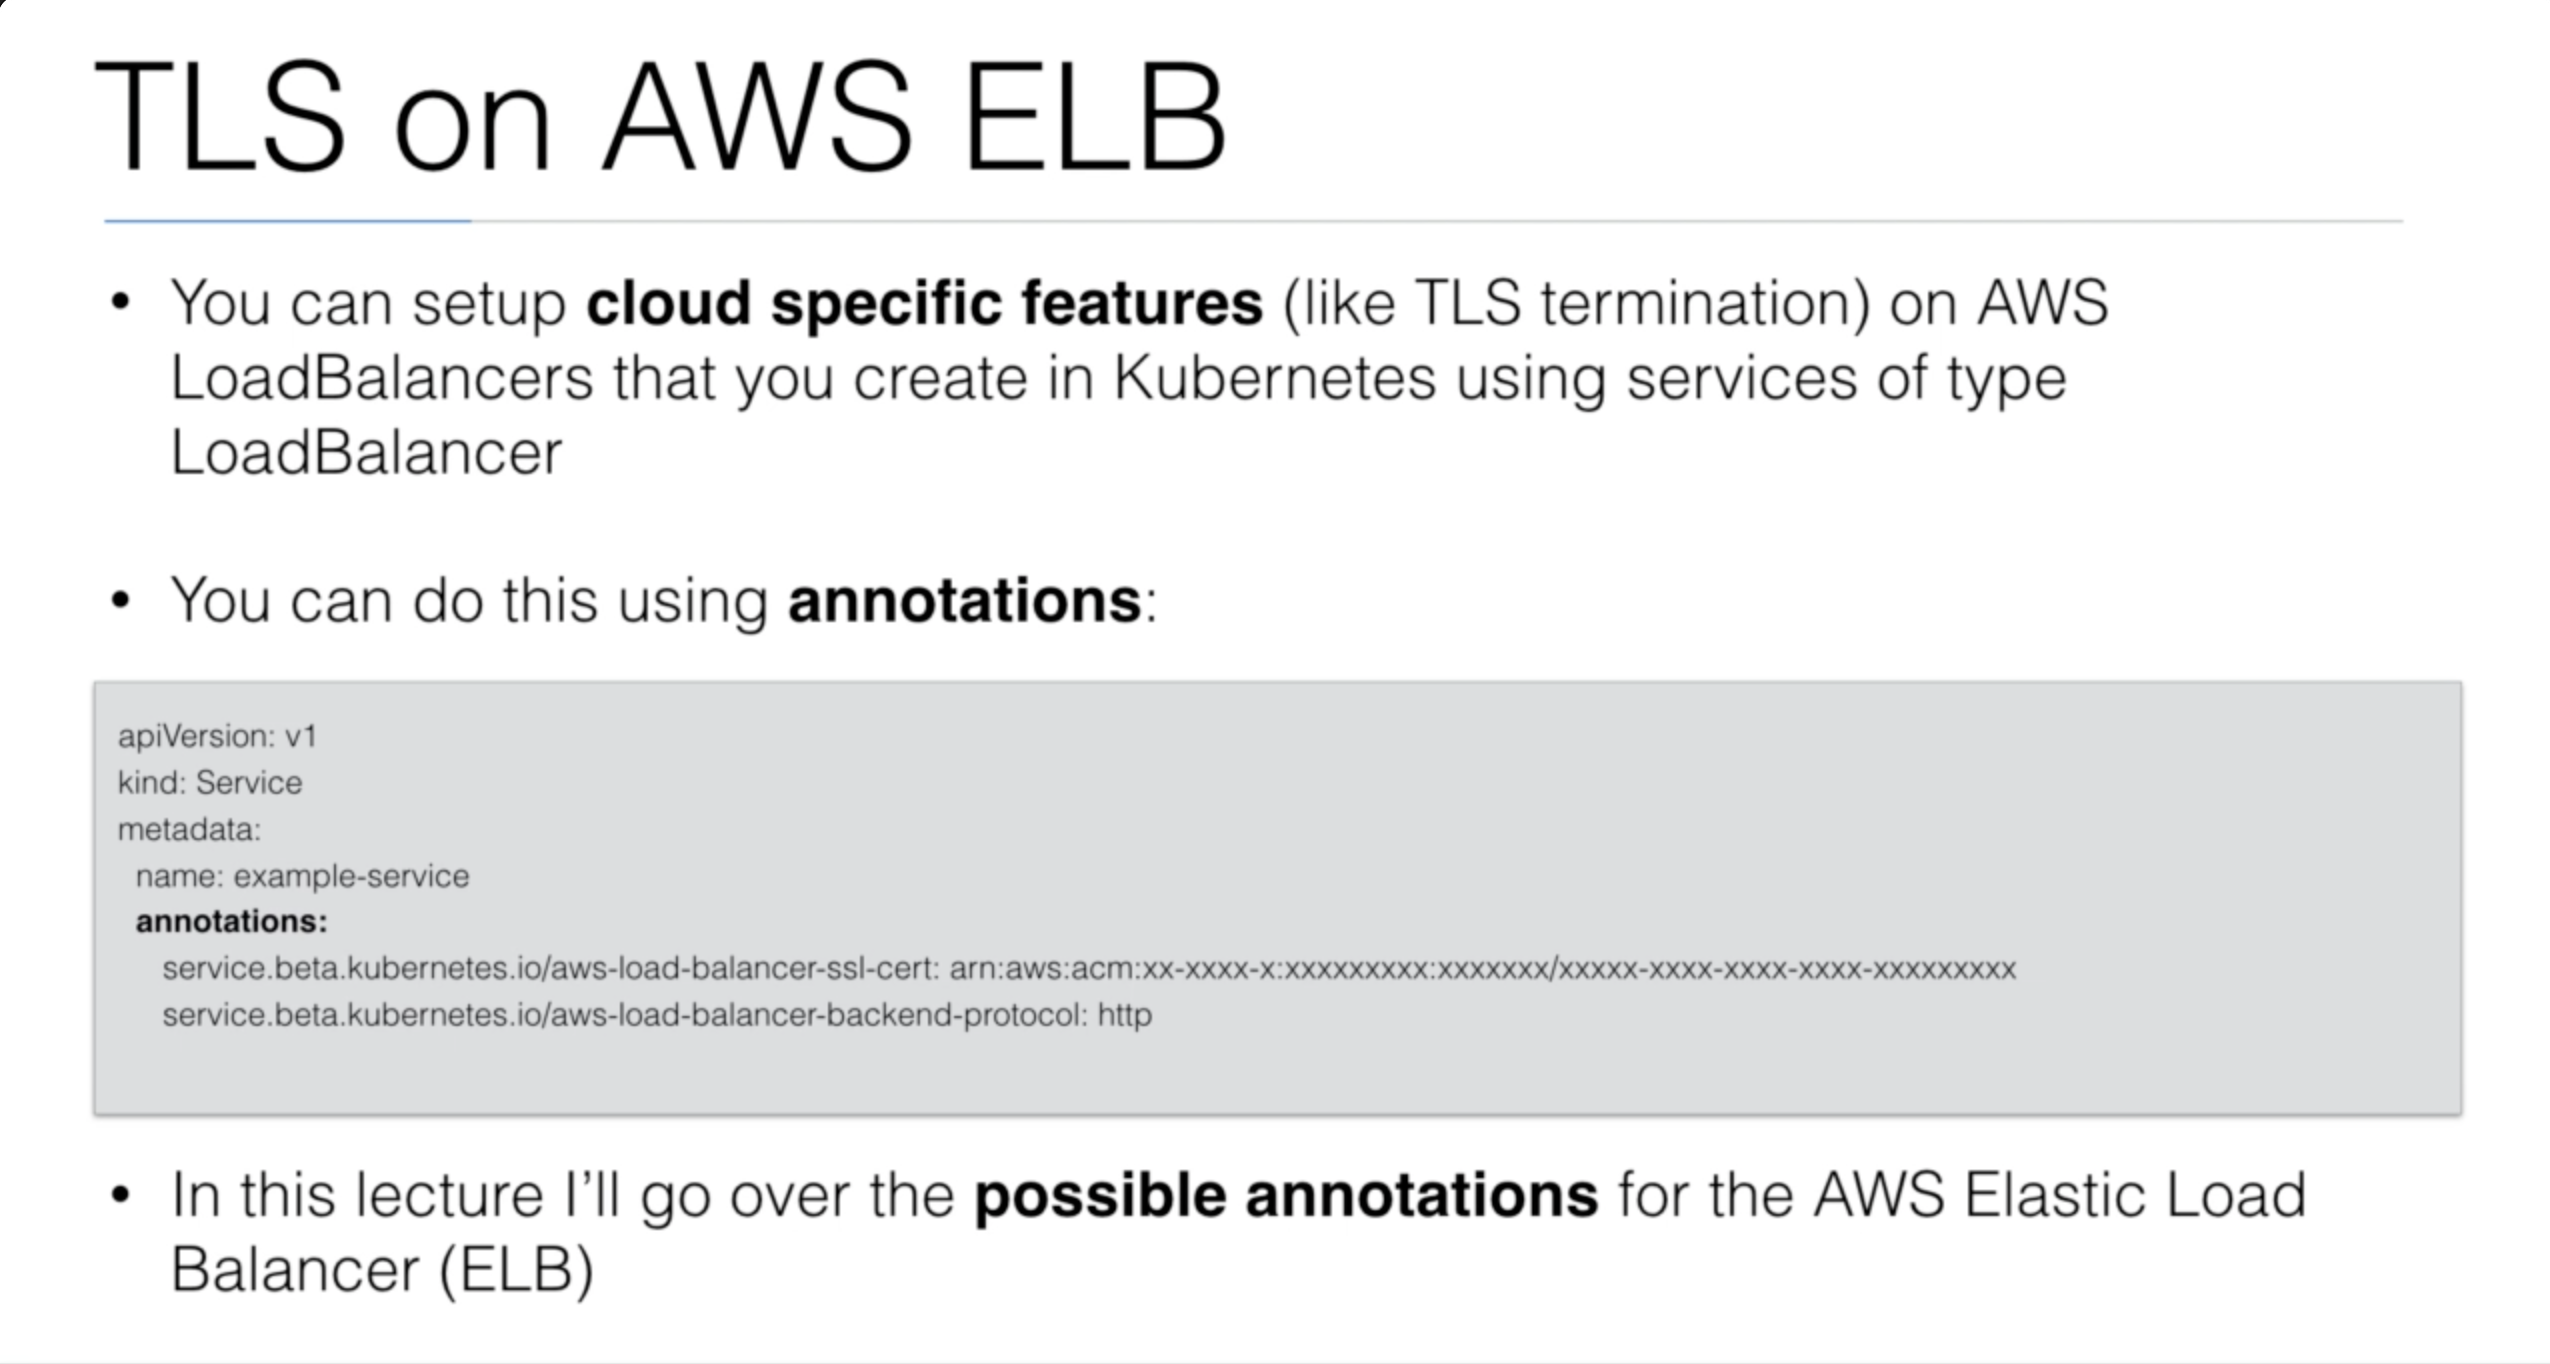 TLS on AWS ELB
• You can setup cloud specific features (like TLS termination) on AWS
LoadBalancers that you create in Kubernetes using services of type
LoadBalancer
• You can do this using annotations:
apiVersion: v1
kind: Service
metadata:
  name: example-service
  annotations:
    service.beta.kubernetes.io/aws-load-balancer-ssl-cert: arn:aws:acm:xx-xxxx-x:xxxxxxxxx:xxxxxxx/xxxxx-xxxx-xxxx-xxxx-xxxxxxxxx
    service.beta.kubernetes.io/aws-load-balancer-backend-protocol: http
• In this lecture I’ll go over the possible annotations for the AWS Elastic Load
Balancer (ELB)